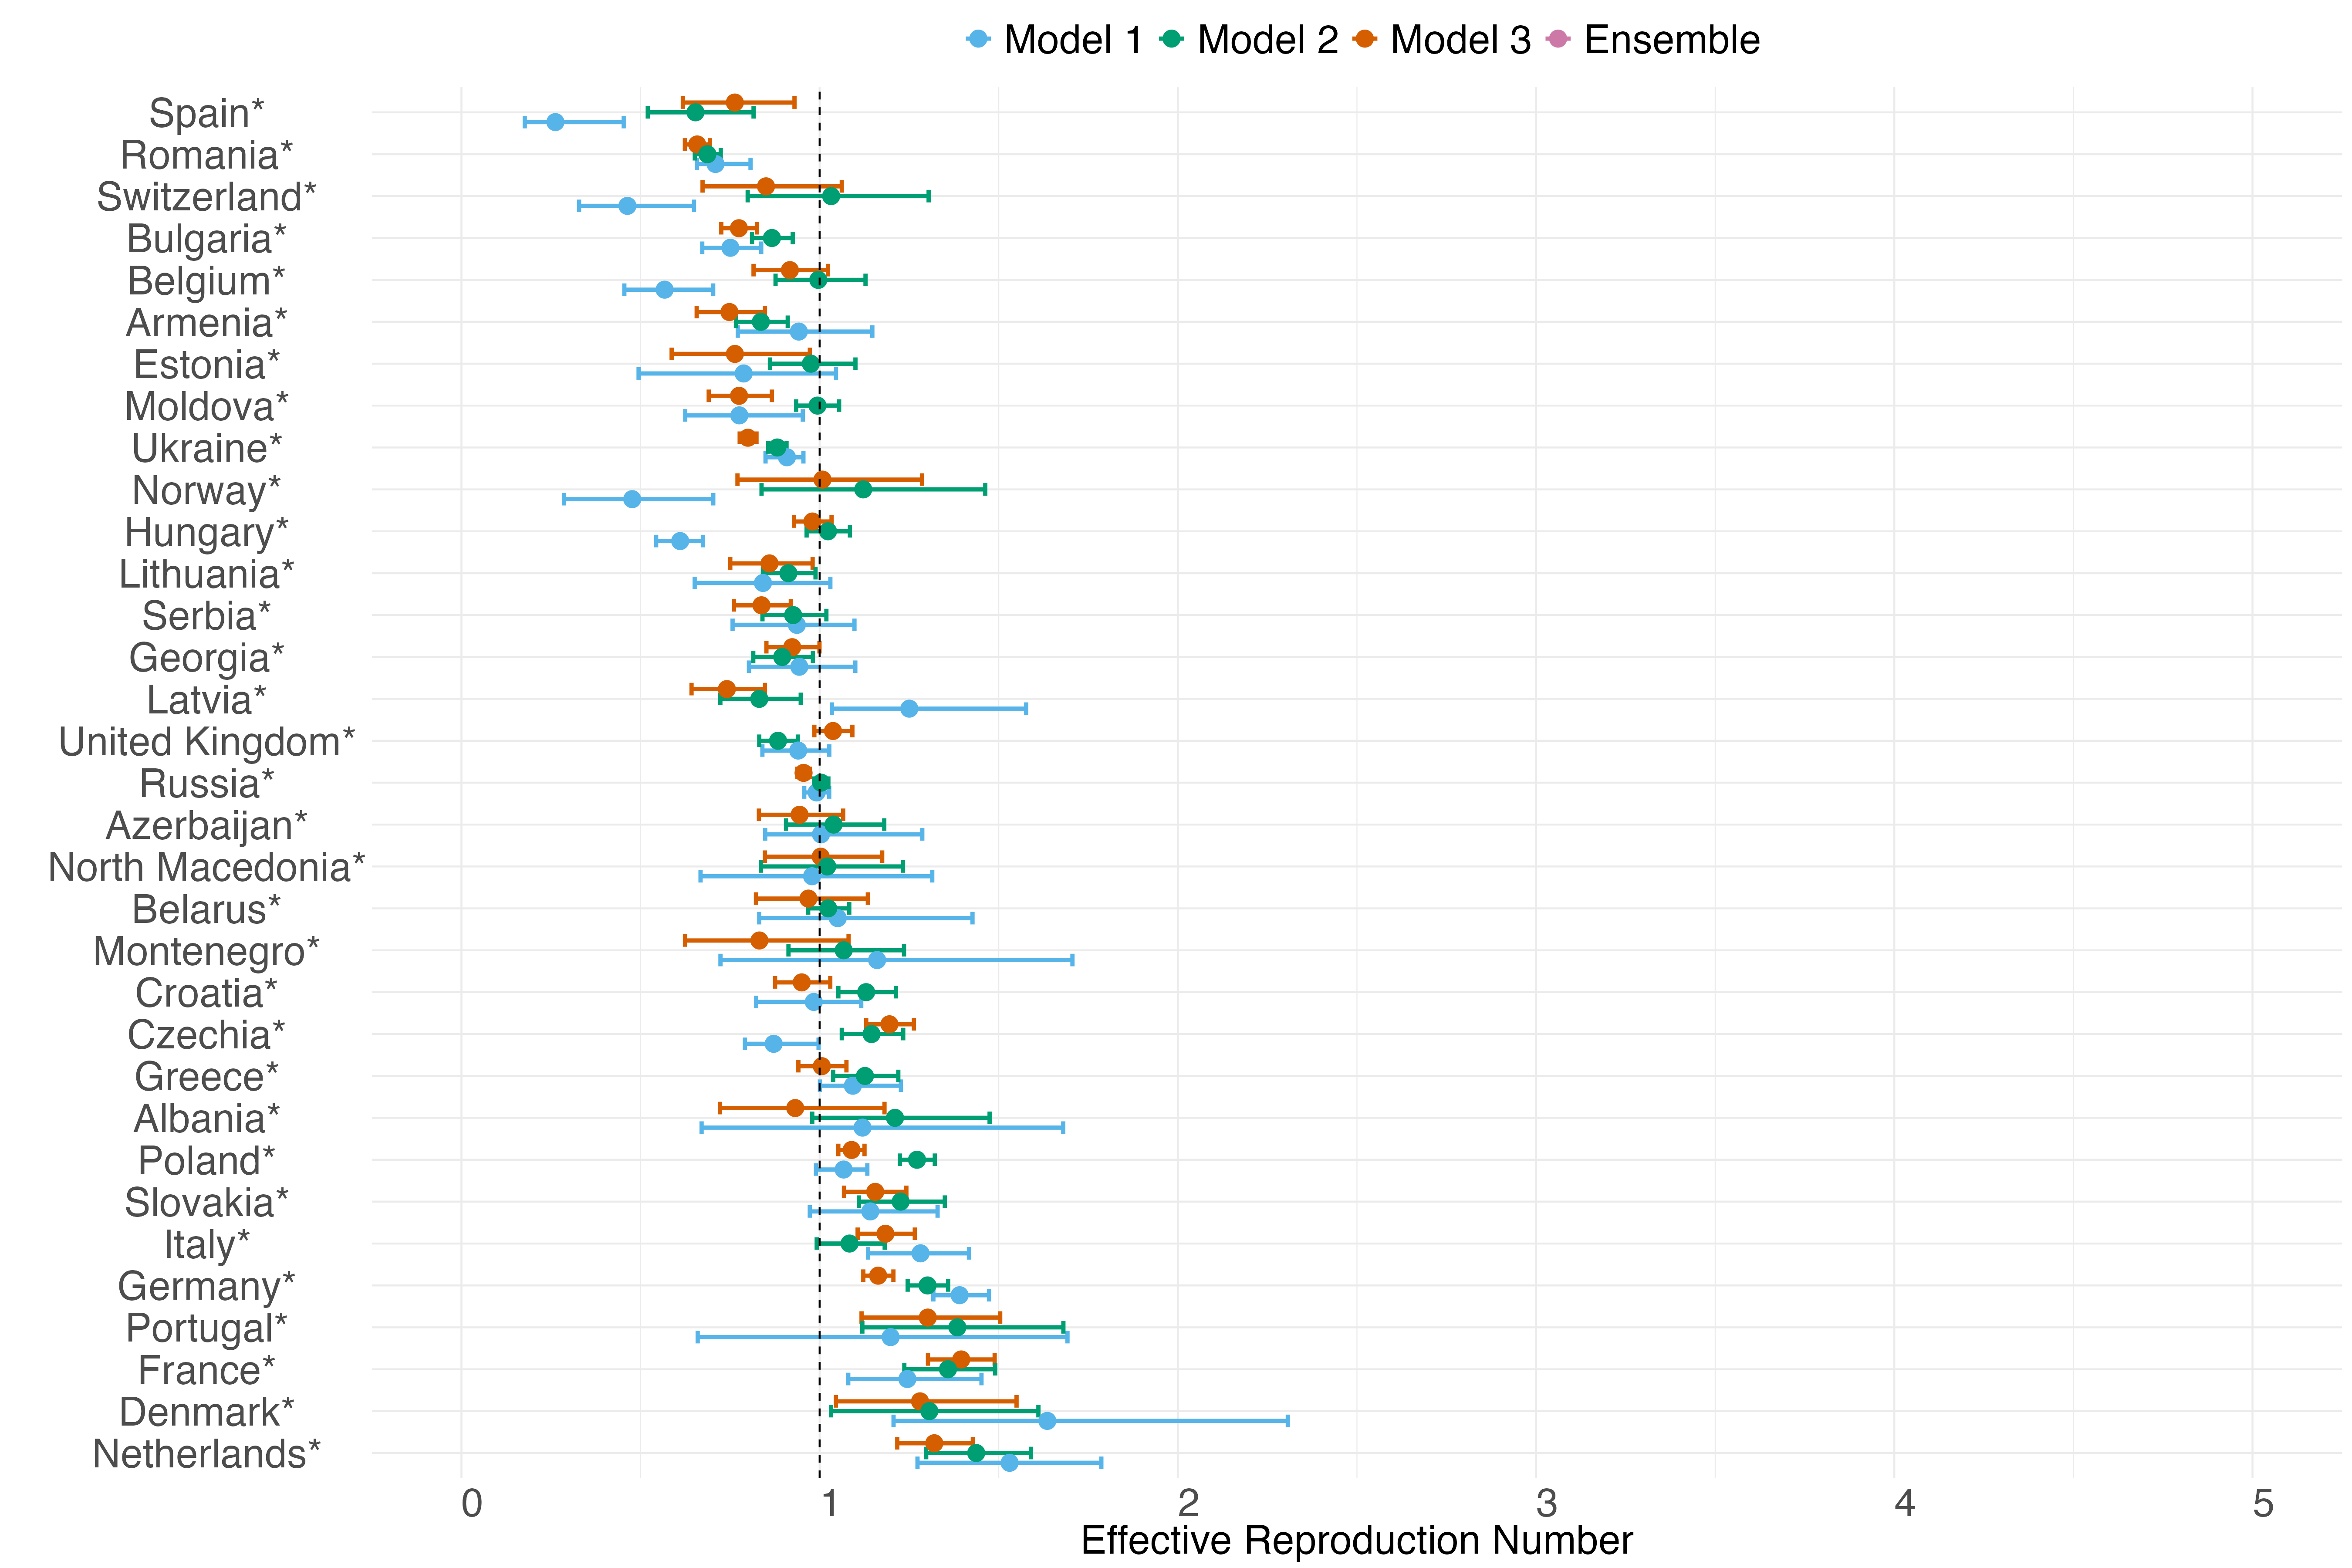 Model 1 Model 2 Model 3 Ensemble
Spain*
Romania*
Switzerland*
Bulgaria*
Belgium*
Armenia*
Estonia*
Moldova*
Ukraine*
Norway*
Hungary*
Lithuania*
Serbia*
Georgia*
Latvia*
United Kingdom*
Russia*
Azerbaijan*
North Macedonia*
Belarus*
Montenegro*
Croatia*
Czechia*
Greece*
Albania*
Poland*
Slovakia*
Italy*
Germany*
Portugal*
France*
Denmark*
Netherlands*
0 1 2 3 4 5
Effective Reproduction Number